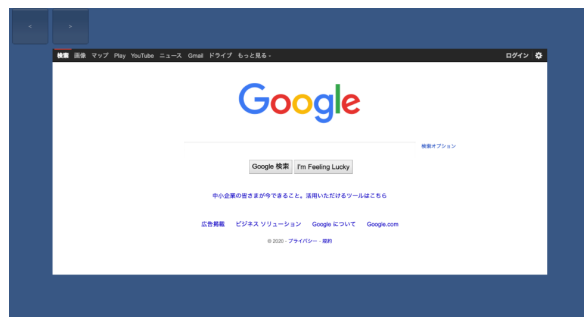 <
>
検索 画像 マップ Play YouTube ニュース Gmail ドライブ もっと見る
ログイン
Google
検索オプション
Google 検索 I'm Feeling Lucky
中小企業の皆さまが今できること。活用いただけるツールはこちら
広告掲載 ビジネス ソリューション Google について Google.com
© 2020 - プライバシー - 規約